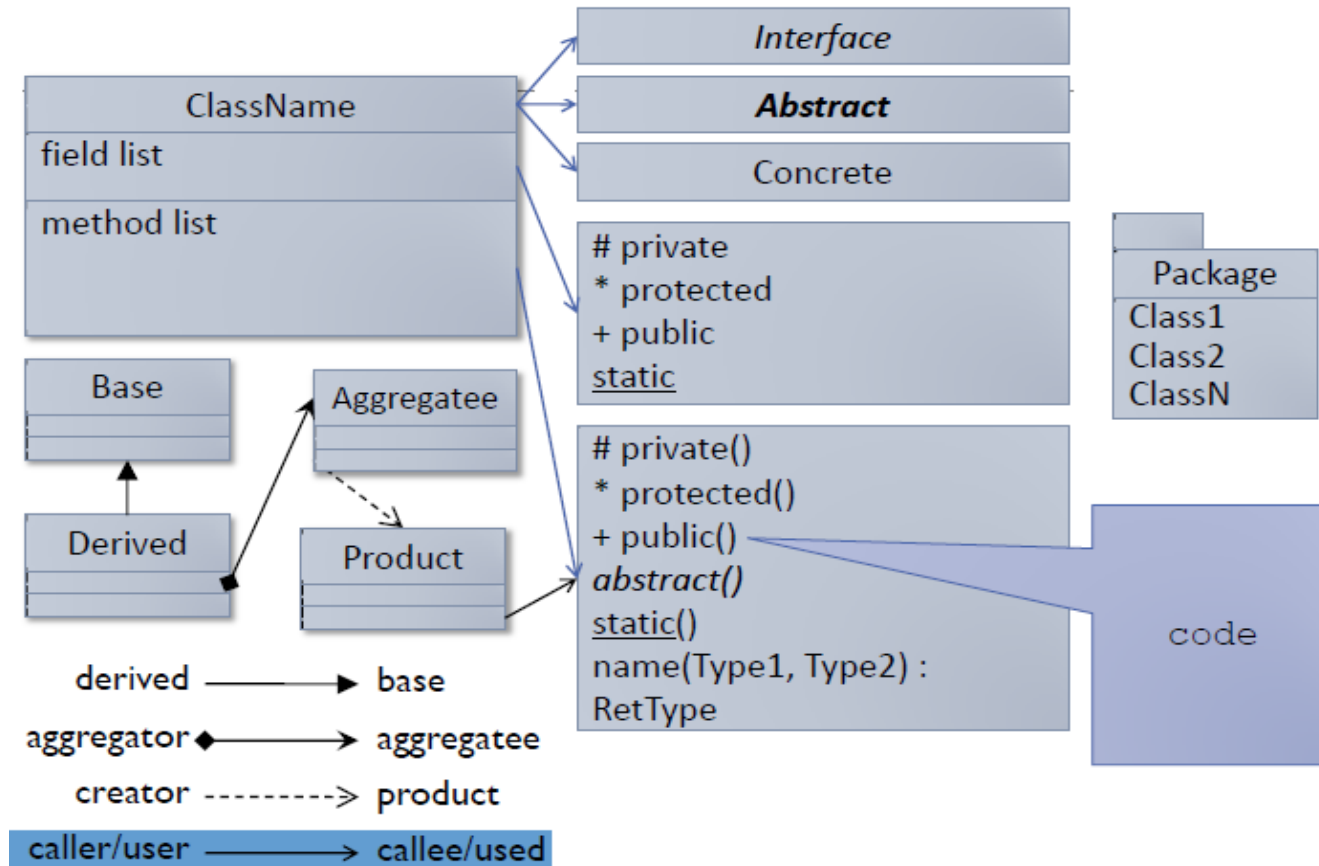 Interface
ClassName
Abstract
field list
Concrete
method list
# private
* protected
+ public
static
Package
Class1
Class2
ClassN
Base
Aggregatee
Derived
Product
# private()
* protected()
+ public()
abstract()
static()
name(Type1, Type2) :
RetType
code
derived base
aggregator aggregatee
creator product
caller/user callee/used